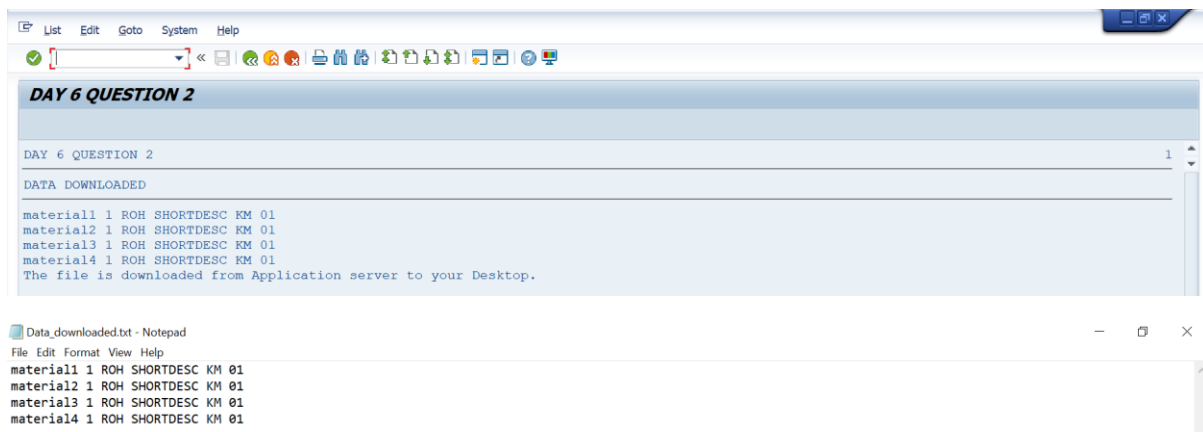 List Edit Goto System Help
DAY 6 QUESTION 2
DAY 6 QUESTION 2 1
DATA DOWNLOADED
material1 1 ROH SHORTDESC KM 01
material2 1 ROH SHORTDESC KM 01
material3 1 ROH SHORTDESC KM 01
material4 1 ROH SHORTDESC KM 01
The file is downloaded from Application server to your Desktop.
Data_downloaded.txt - Notepad
File Edit Format View Help
material1 1 ROH SHORTDESC KM 01
material2 1 ROH SHORTDESC KM 01
material3 1 ROH SHORTDESC KM 01
material4 1 ROH SHORTDESC KM 01